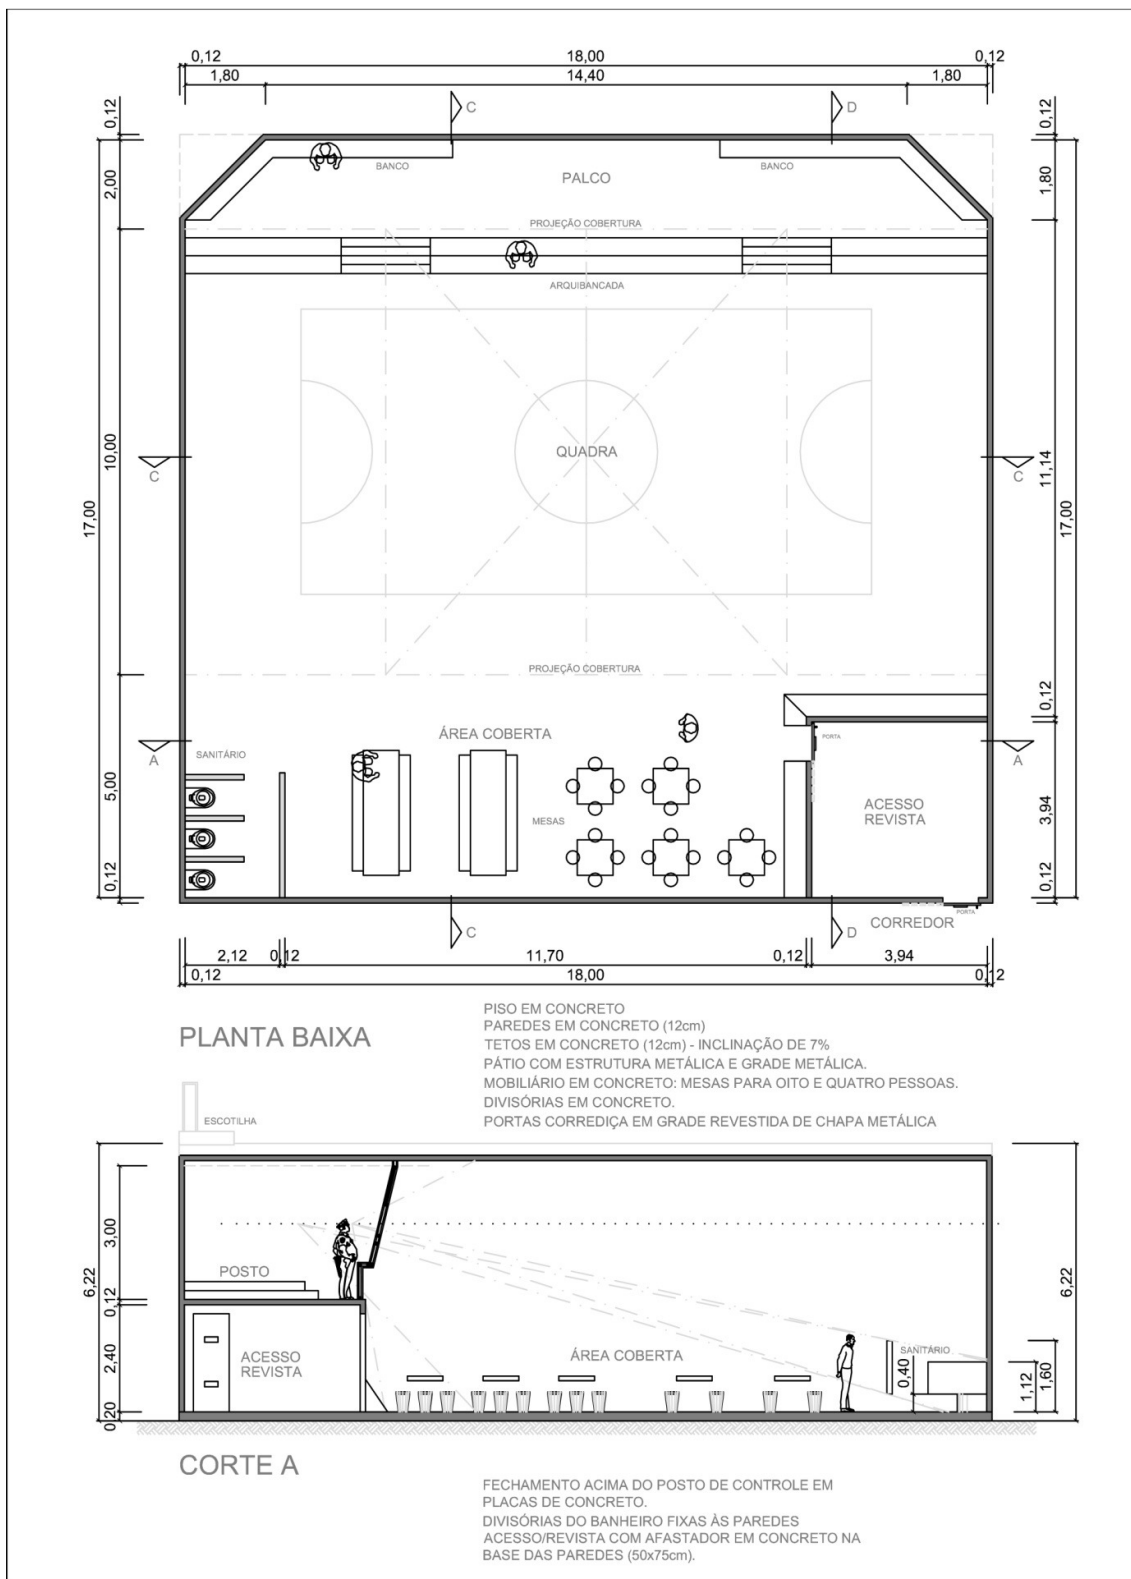 0,12 18,00 0,12
1,80 14,40 1,80
C D
0,12 0,12
BANCO BANCO
PALCO
2,00 1,80
PROJEÇÃO COBERTURA
ARQUIBANCADA
QUADRA
10,00 11,14
C C
17,00 17,00
PROJEÇÃO COBERTURA
0,12
ÁREA COBERTA
PORTA
SANITÁRIO
A A
5,00 3,94
ACESSO
REVISTA
MESAS
0,12 0,12
CORREDOR PORTA
C D
2,12 0,12 11,70 0,12 3,94
0,12 18,00 0,12
PLANTA BAIXA
PISO EM CONCRETO
PAREDES EM CONCRETO (12cm)
TETOS EM CONCRETO (12cm) - INCLINAÇÃO DE 7%
PÁTIO COM ESTRUTURA METÁLICA E GRADE METÁLICA.
MOBILIÁRIO EM CONCRETO: MESAS PARA OITO E QUATRO PESSOAS.
DIVISÓRIAS EM CONCRETO.
PORTAS CORREDIÇA EM GRADE REVESTIDA DE CHAPA METÁLICA
ESCOTILHA
3,00
POSTO
6,22 6,22
0,12
ACESSO
REVISTA
ÁREA COBERTA
SANITÁRIO
2,40 0,40 1,12 1,60
0,20
CORTE A
FECHAMENTO ACIMA DO POSTO DE CONTROLE EM
PLACAS DE CONCRETO.
DIVISÓRIAS DO BANHEIRO FIXAS ÀS PAREDES
ACESSO/REVISTA COM AFASTADOR EM CONCRETO NA
BASE DAS PAREDES (50x75cm).